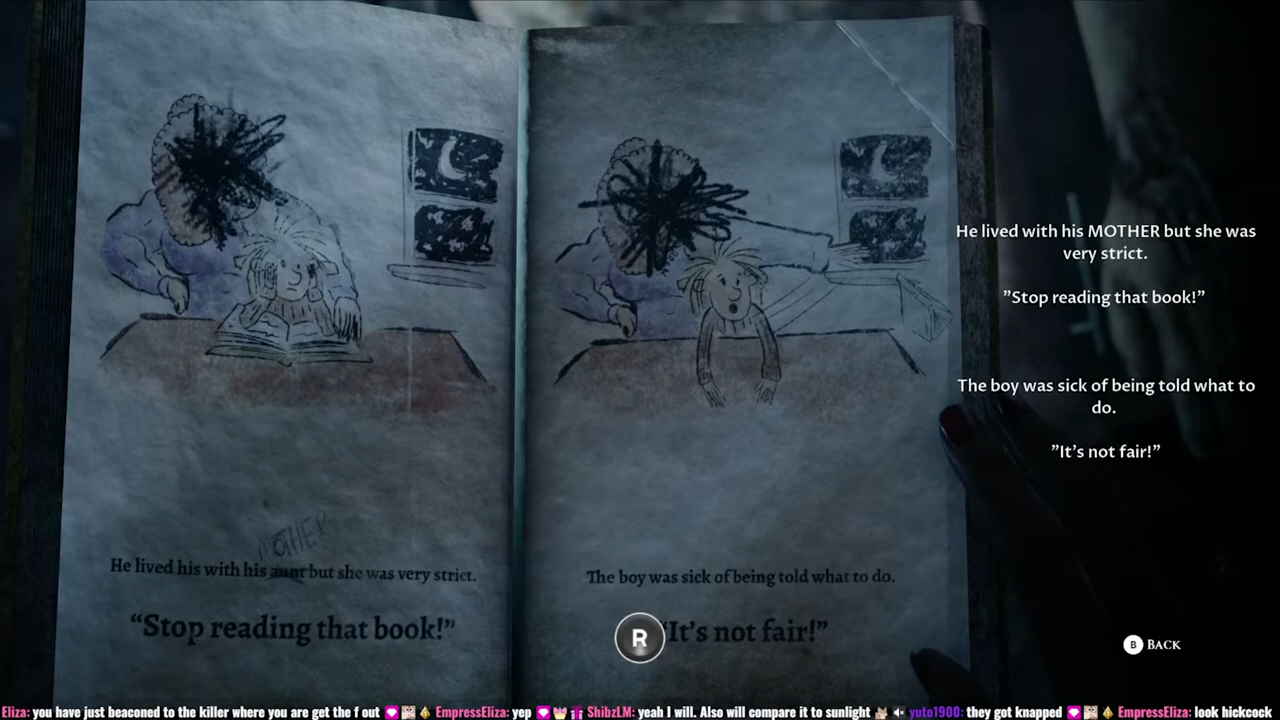 MOTHER
He lived his with his aunt but she was very strict.
“Stop reading that book!”
The boy was sick of being told what to do.
“It’s not fair!”
R
He lived with his MOTHER but she was
very strict.
”Stop reading that book!”
The boy was sick of being told what to
do.
”It’s not fair!”
B BACK
Eliza: you have just beaconed to the killer where you are get the f out EmpressEliza: yep ShibzLM: yeah I will. Also will compare it to sunlight yuto1900: they got knapped EmpressEliza: look hickcock